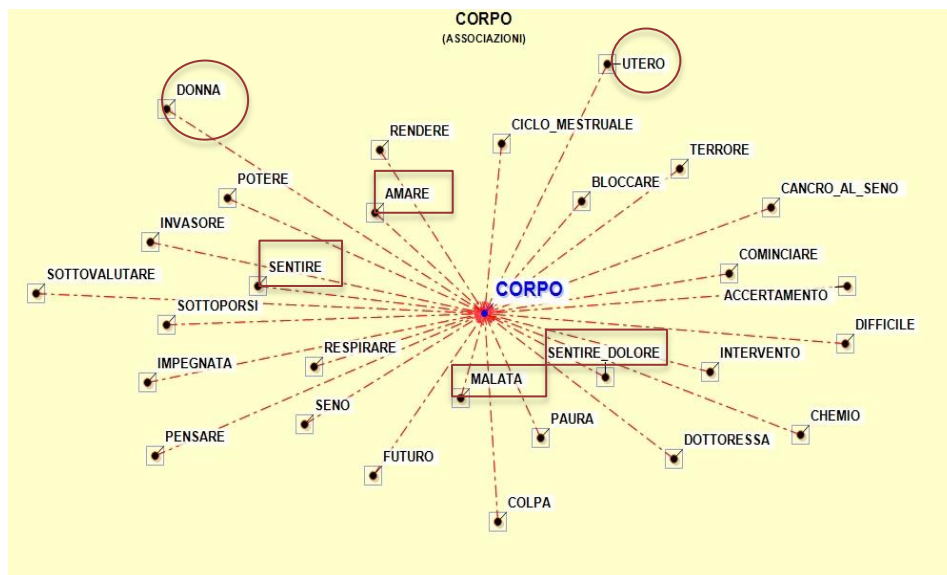 CORPO
(ASSOCIAZIONI)
UTERO
DONNA
RENDERE
CICLO_MESTRUALE
TERRORE
POTERE
AMARE
BLOCCARE
CANCRO_AL_SENO
INVASORE
SENTIRE
COMINCIARE
SOTTOVALUTARE
CORPO
ACCERTAMENTO
SOTTOPORSI
DIFFICILE
RESPIRARE
SENTIRE_DOLORE
IMPEGNATA
INTERVENTO
MALATA
SENO
PAURA
CHEMIO
PENSARE
DOTTORESSA
FUTURO
COLPA